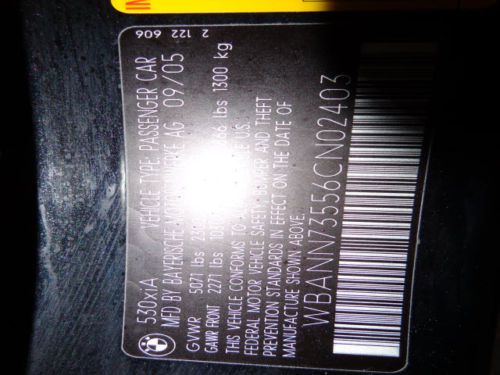 530xiA VEHICLE TYPE: PASSENGER CAR
MFD BY BAYERISCHE AG 09/05
GVWR 5071 lbs
GAWR FRONT 2271 lbs lbs 1300 kg
THIS VEHICLE CONFORMS TO U.S.
FEDERAL MOTOR VEHICLE SAFETY AND THEFT
PREVENTION STANDARDS IN EFFECT ON THE DATE OF
MANUFACTURE SHOWN ABOVE.
WBANN73556CN02403
2 122 606